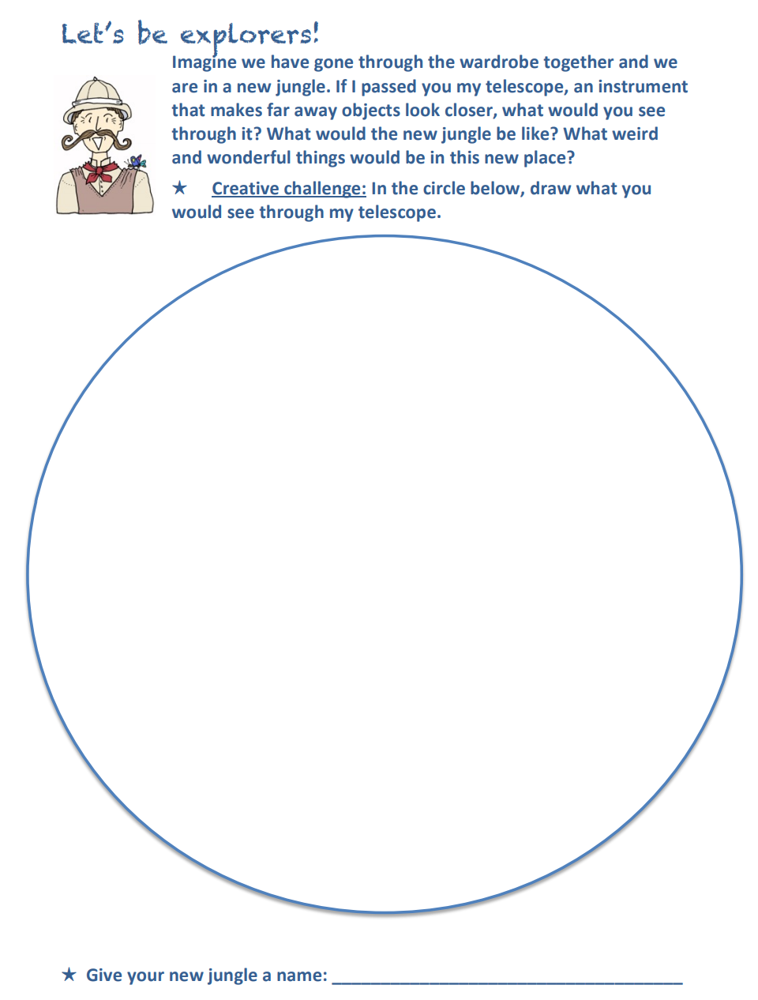 Let's be explorers!
Imagine we have gone through the wardrobe together and we
are in a new jungle. If I passed you my telescope, an instrument
that makes far away objects look closer, what would you see
through it? What would the new jungle be like? What weird
and wonderful things would be in this new place?
★ Creative challenge: In the circle below, draw what you
would see through my telescope.
★ Give your new jungle a name: ____________________________________